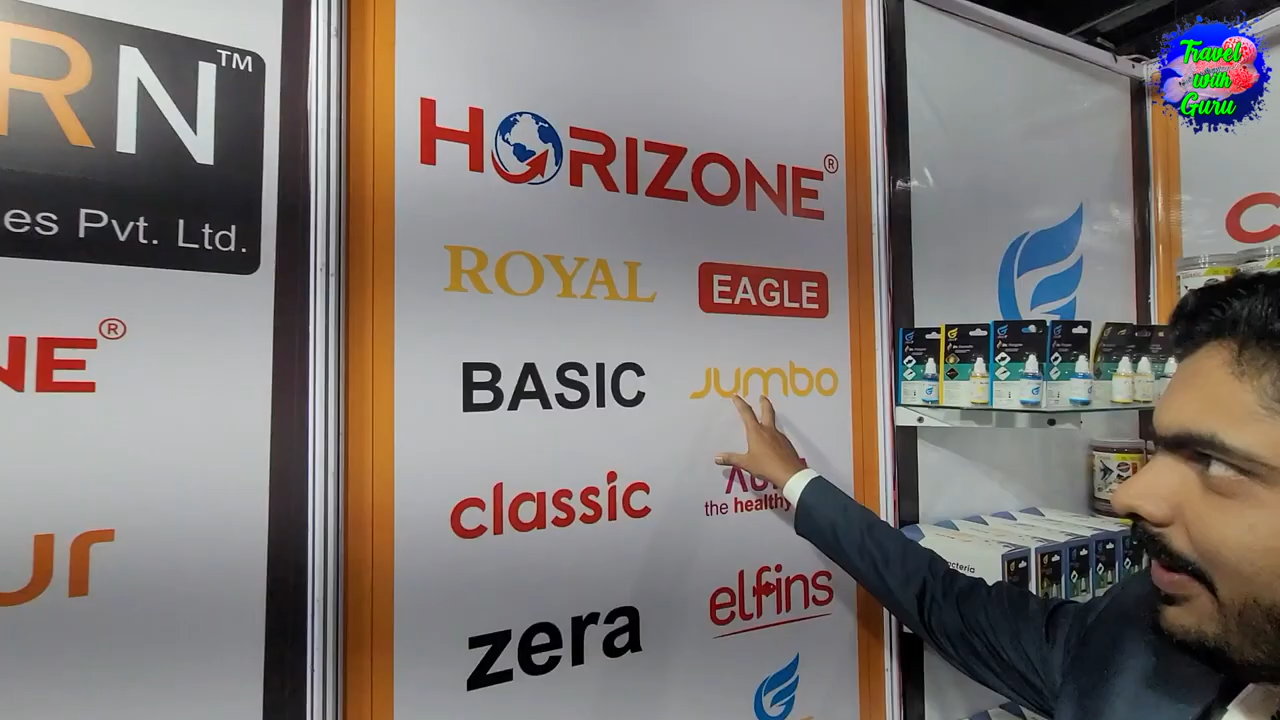 RN™
es Pvt. Ltd.
NE®
ur
HORIZONE®
ROYAL
EAGLE
BASIC
Jumbo
classic
the healthy
zera
elfins
Travel
with
Guru
C